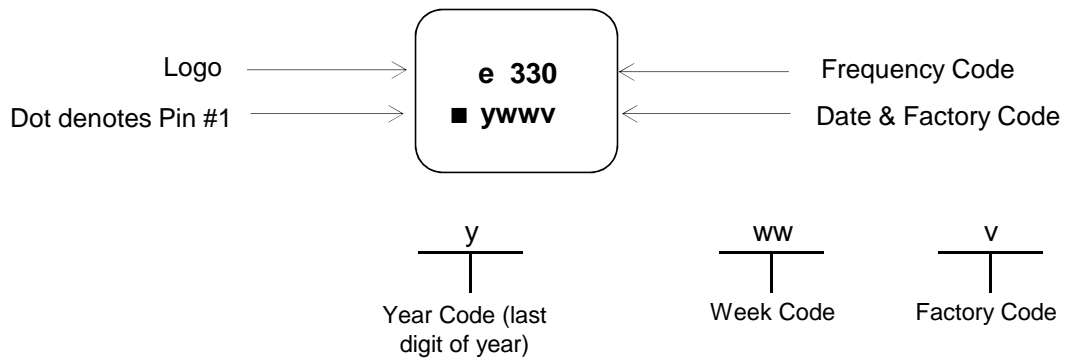 Logo
e 330
Frequency Code
Dot denotes Pin #1
■ ywwv
Date & Factory Code
y
ww
v
Year Code (last
digit of year)
Week Code
Factory Code